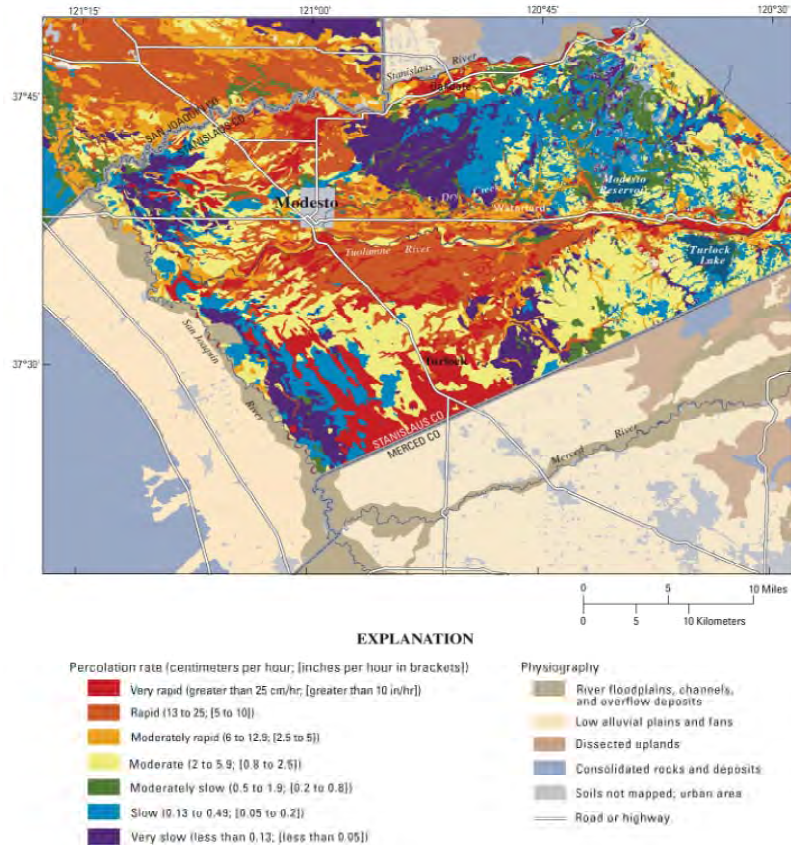 121°15'
121°00'
120°45'
120°30'
Stanislaus River
Oakdale
37°45'
SAN JOAQUIN CO
STANISLAUS CO
Modesto Reservoir
Dry Creek
Modesto
Waterford
Tuolumne River
Turlock Lake
San Joaquin River
37°30'
Turlock
STANISLAUS CO
MERCED CO
Merced River
0 5 10 Miles
0 5 10 Kilometers
EXPLANATION
Percolation rate (centimeters per hour; [inches per hour in brackets])
Very rapid (greater than 25 cm/hr; [greater than 10 in/hr])
Rapid (13 to 25; [5 to 10])
Moderately rapid (6 to 12.9; [2.5 to 5])
Moderate (2 to 5.9; [0.8 to 2.5])
Moderately slow (0.5 to 1.9; [0.2 to 0.8])
Slow (0.13 to 0.49; [0.05 to 0.2])
Very slow (less than 0.13; [less than 0.05])
Physiography
River floodplains, channels,
and overflow deposits
Low alluvial plains and fans
Dissected uplands
Consolidated rocks and deposits
Soils not mapped; urban area
Road or highway